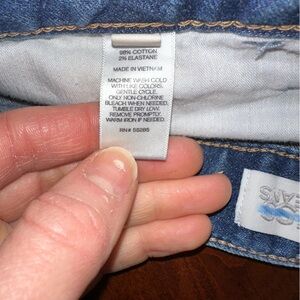 98% COTTON
2% ELASTANE
MADE IN VIETNAM
MACHINE WASH COLD
WITH LIKE COLORS,
GENTLE CYCLE.
ONLY NON-CHLORINE
BLEACH WHEN NEEDED.
TUMBLE DRY LOW.
REMOVE PROMPTLY.
WARM IRON IF NEEDED.
RN# 55285